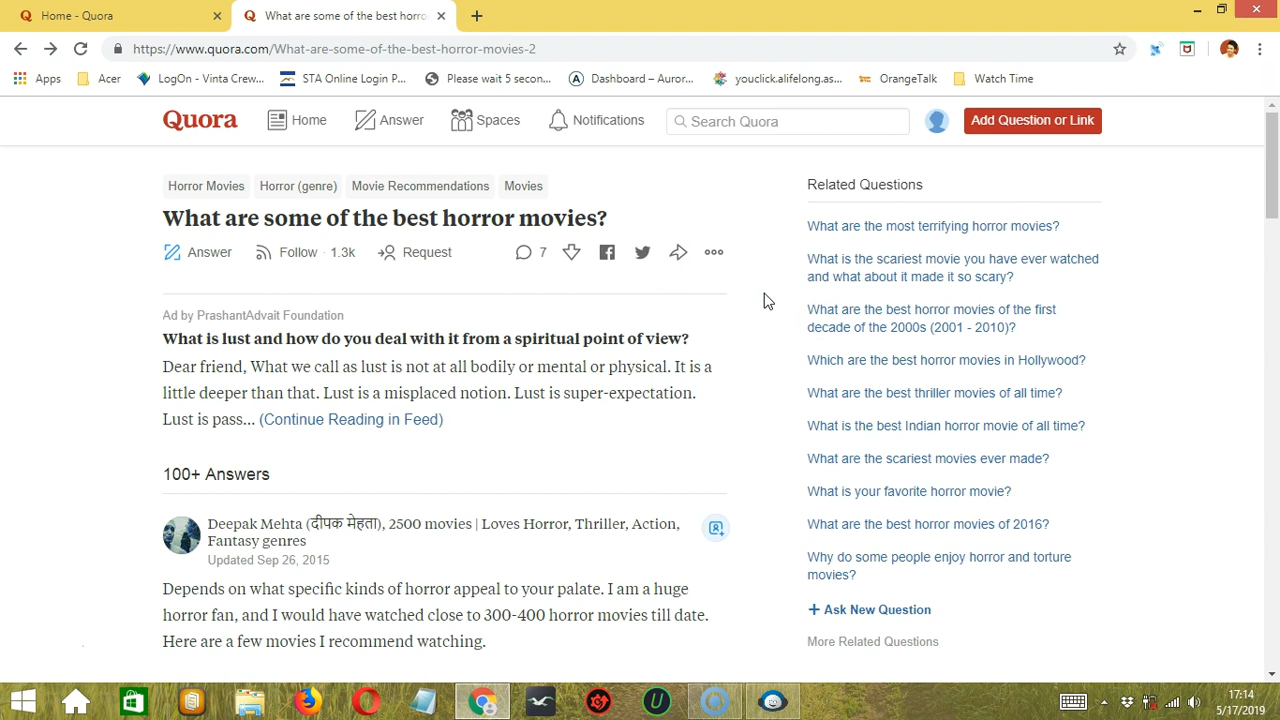 Home - Quora
What are some of the best horro
https://www.quora.com/What-are-some-of-the-best-horror-movies-2
Apps
Acer
LogOn - Vinta Crew...
STA Online Login P...
Please wait 5 secon...
Dashboard – Auror...
youclick.alifelong.as...
OrangeTalk
Watch Time
Quora
Home
Answer
Spaces
Notifications
Search Quora
Add Question or Link
Horror Movies
Horror (genre)
Movie Recommendations
Movies
What are some of the best horror movies?
Answer
Follow · 1.3k
Request
7
Ad by PrashantAdvait Foundation
What is lust and how do you deal with it from a spiritual point of view?
Dear friend, What we call as lust is not at all bodily or mental or physical. It is a
little deeper than that. Lust is a misplaced notion. Lust is super-expectation.
Lust is pass... (Continue Reading in Feed)
100+ Answers
Deepak Mehta (दीपक मेहता), 2500 movies | Loves Horror, Thriller, Action,
Fantasy genres
Updated Sep 26, 2015
Depends on what specific kinds of horror appeal to your palate. I am a huge
horror fan, and I would have watched close to 300-400 horror movies till date.
Here are a few movies I recommend watching.
Related Questions
What are the most terrifying horror movies?
What is the scariest movie you have ever watched
and what about it made it so scary?
What are the best horror movies of the first
decade of the 2000s (2001 - 2010)?
Which are the best horror movies in Hollywood?
What are the best thriller movies of all time?
What is the best Indian horror movie of all time?
What are the scariest movies ever made?
What is your favorite horror movie?
What are the best horror movies of 2016?
Why do some people enjoy horror and torture
movies?
+ Ask New Question
More Related Questions
17:14
5/17/2019